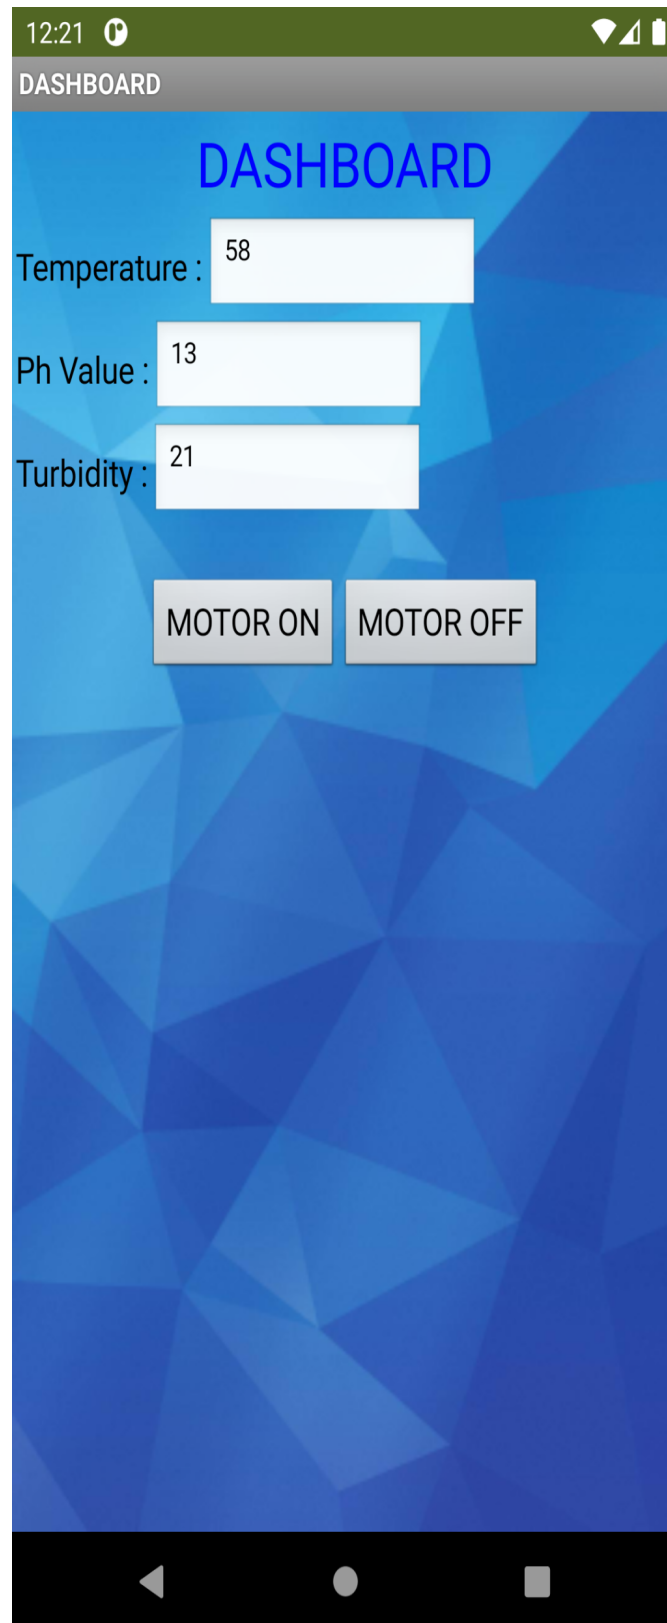 12:21
DASHBOARD
DASHBOARD
Temperature : 58
Ph Value : 13
Turbidity : 21
MOTOR ON MOTOR OFF